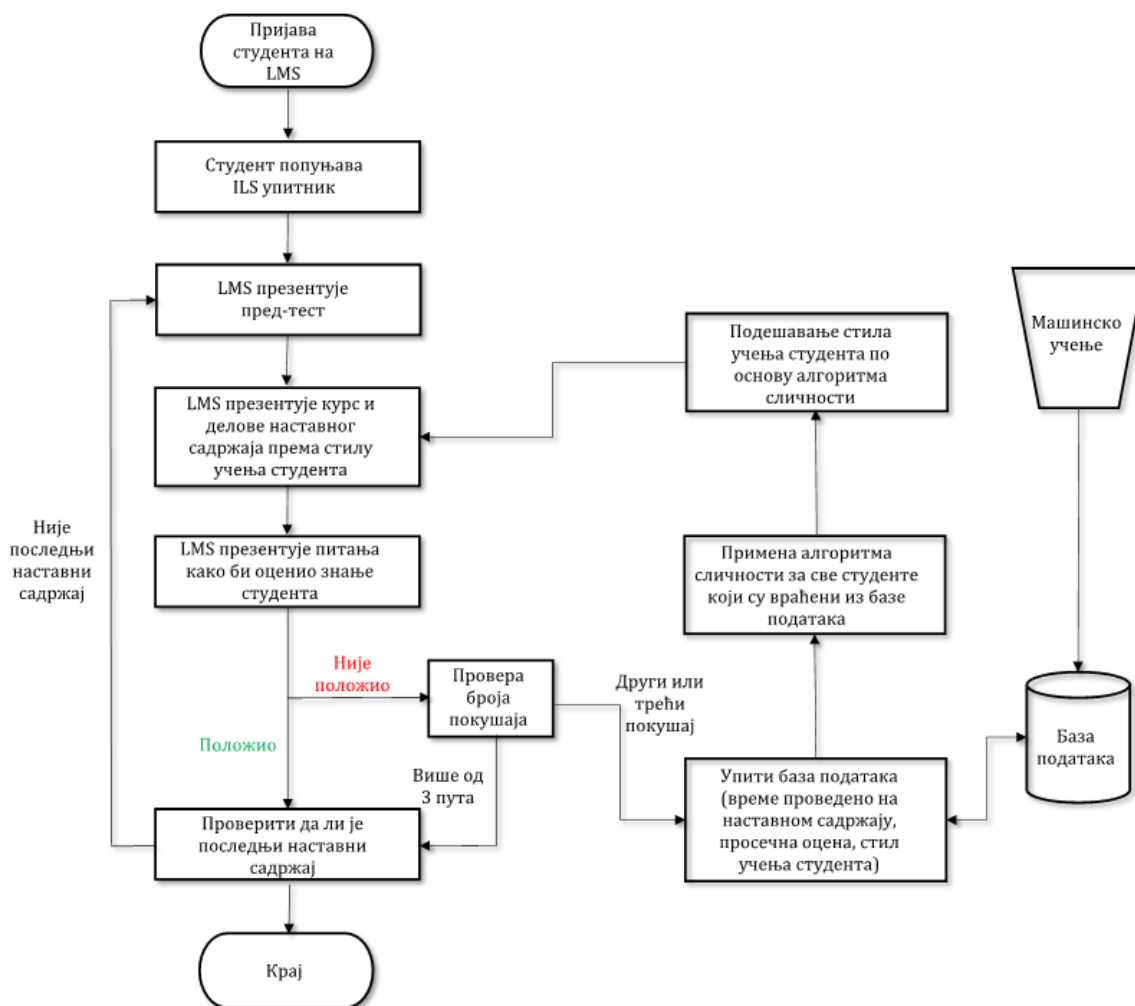 Пријава
студента на
LMS
Студент попуњава
ILS упитник
LMS презентује
пред-тест
LMS презентује курс и
делове наставног
садржаја према стилу
учења студента
LMS презентује питања
како би оценио знање
студента
Није
последњи
наставни
садржај
Није
положио
Положио
Провера
броја
покушаја
Више од
3 пута
Други или
трећи
покушај
Проверити да ли је
последњи наставни
садржај
Крај
Подешавање стила
учења студента по
основу алгоритма
сличности
Примена алгоритма
сличности за све студенте
који су враћени из базе
података
Упити база података
(време проведено на
наставном садржају,
просечна оцена, стил
учења студента)
Машинско
учење
База
података